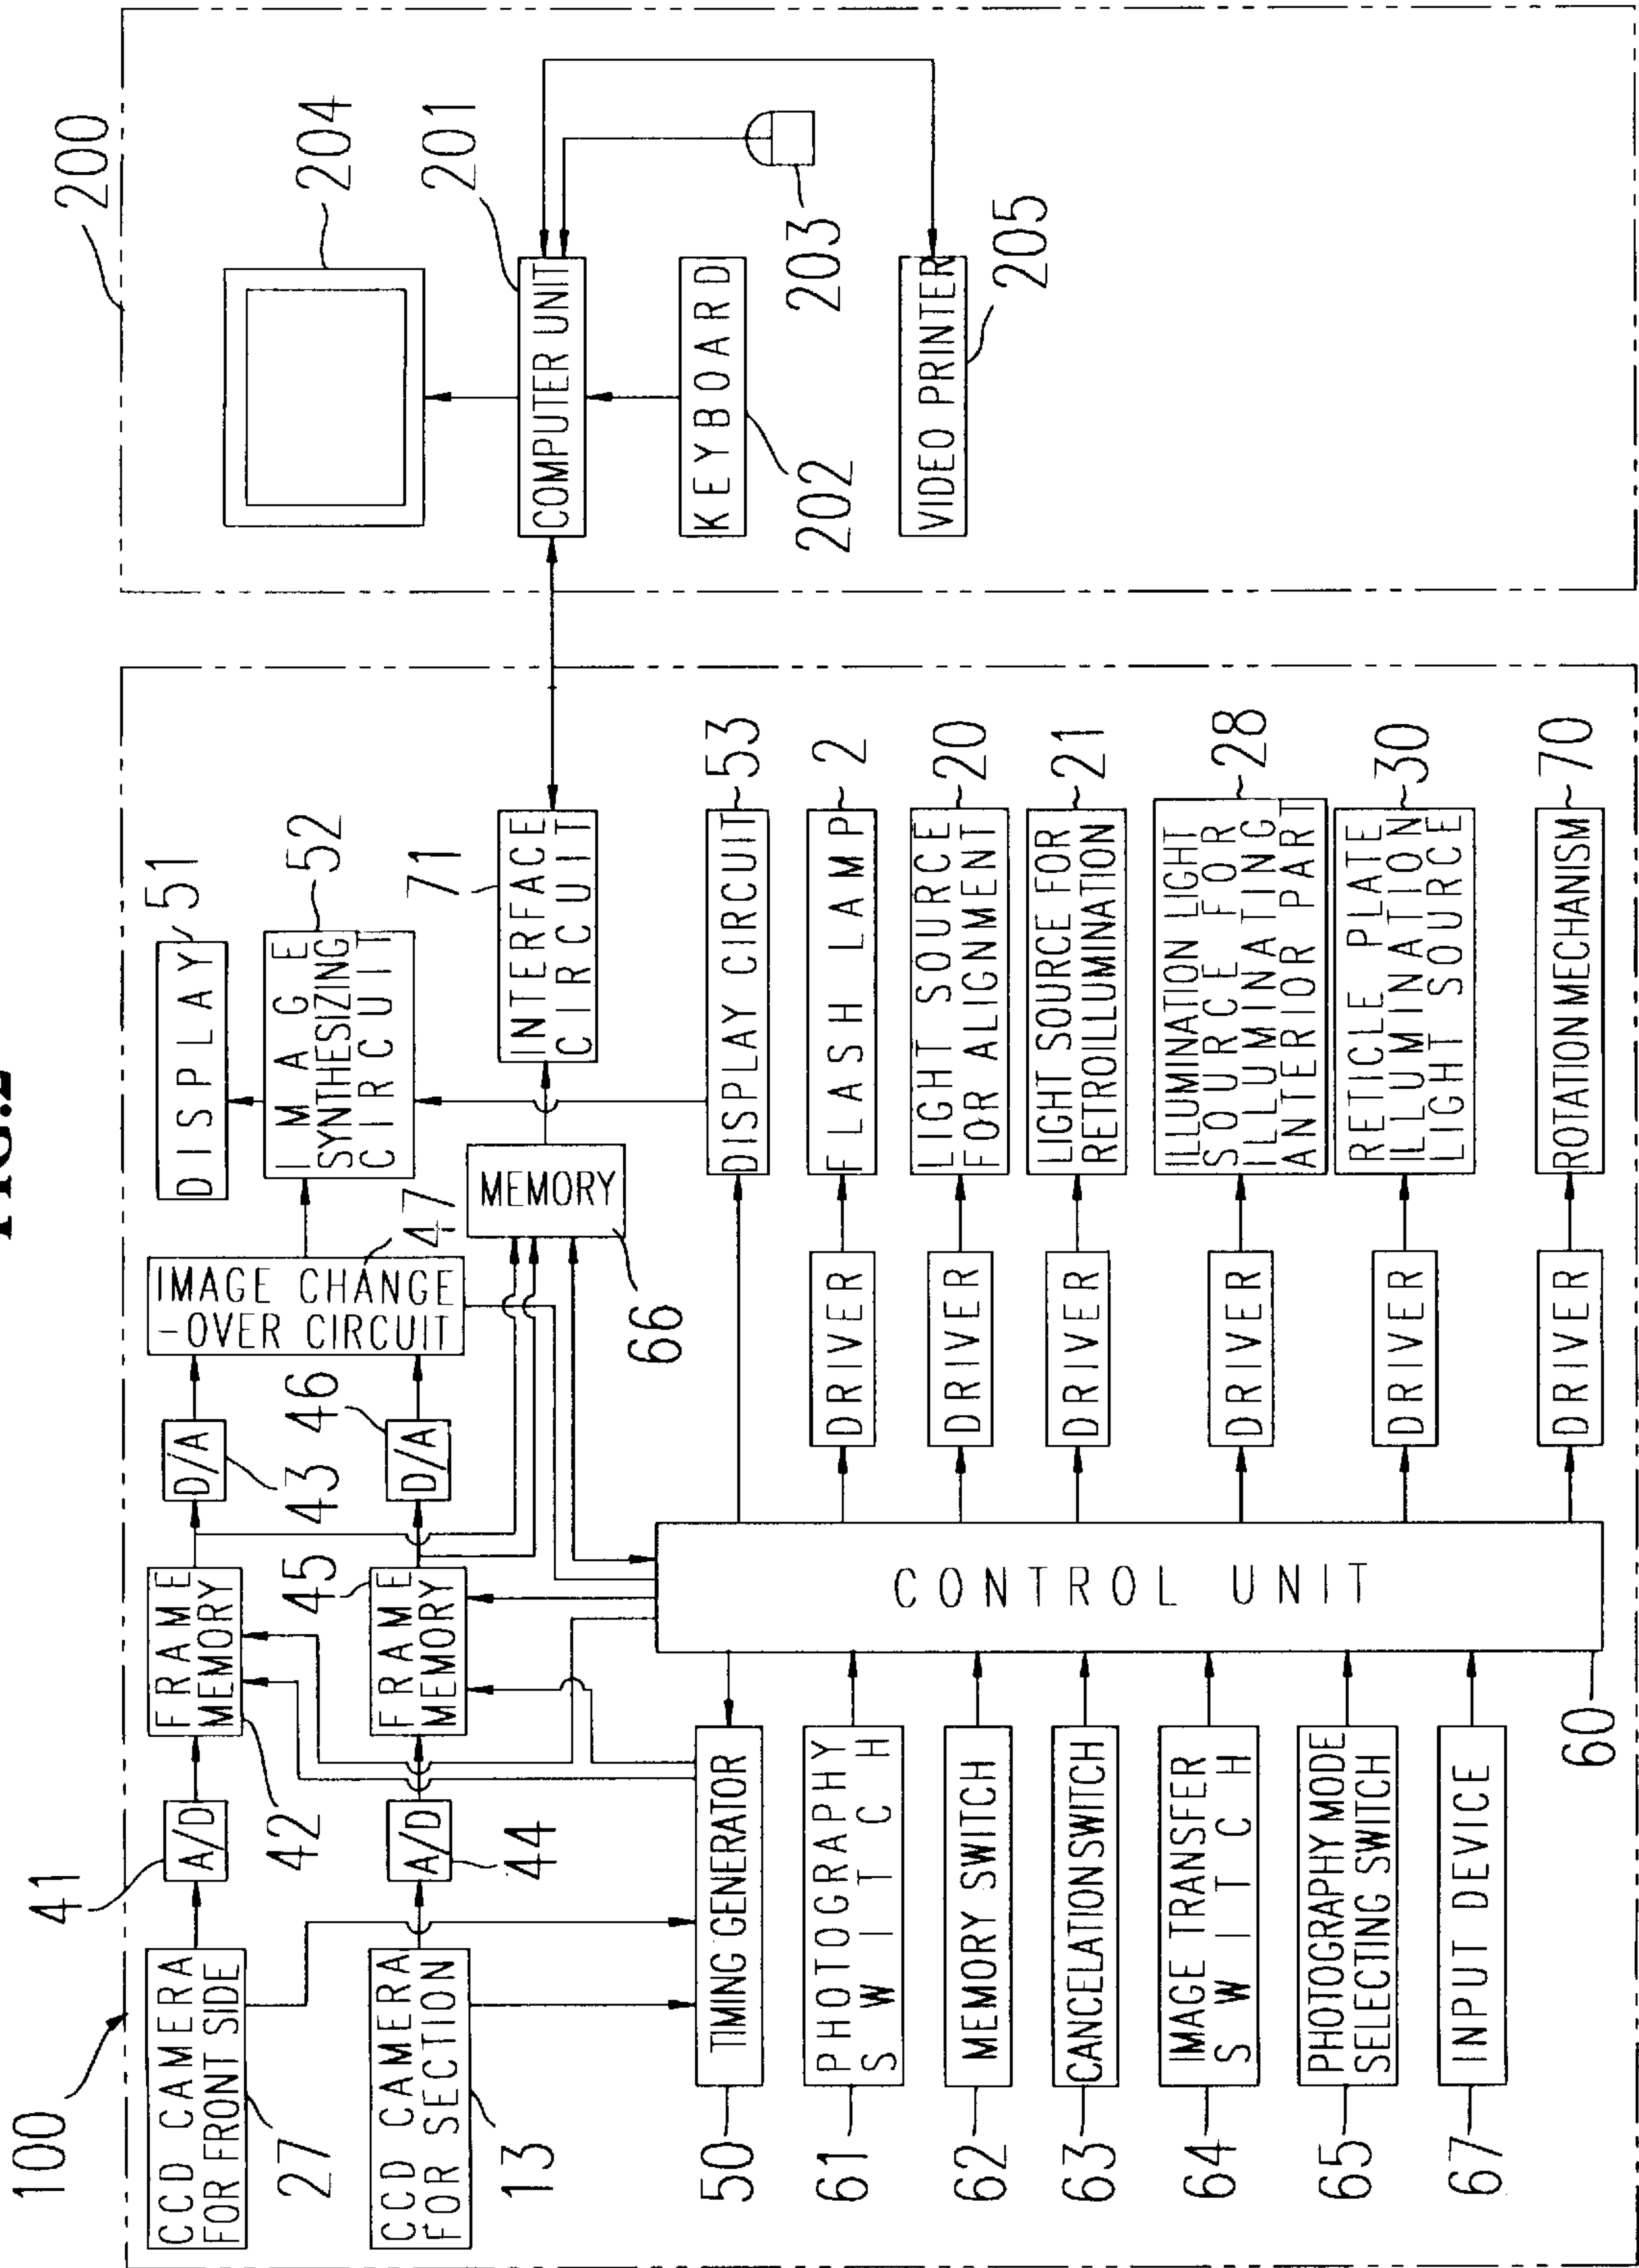 FIG.2
100
CCD CAMERA
FOR FRONT SIDE
27
41
A/D
FRAME
MEMORY
42
D/A
43
IMAGE CHANGE
-OVER CIRCUIT
47
DISPLAY
51
IMAGE
SYNTHESIZING
CIRCUIT
52
CCD CAMERA
FOR SECTION
13
A/D
44
45
FRAME
MEMORY
D/A
46
MEMORY
66
INTERFACE
CIRCUIT
71
TIMING GENERATOR
50
PHOTOGRAPHY
SWITCH
61
MEMORY SWITCH
62
CANCELATION SWITCH
63
IMAGE TRANSFER
SWITCH
64
PHOTOGRAPHY MODE
SELECTING SWITCH
65
INPUT DEVICE
67
CONTROL UNIT
60
DISPLAY CIRCUIT
53
DRIVER
FLASH LAMP
2
DRIVER
LIGHT SOURCE
FOR ALIGNMENT
20
DRIVER
LIGHT SOURCE FOR
RETROILLUMINATION
21
DRIVER
ILLUMINATION LIGHT
SOURCE FOR
ILLUMINATING
ANTERIOR PART
28
DRIVER
RETICLE PLATE
ILLUMINATION
LIGHT SOURCE
30
DRIVER
ROTATION MECHANISM
70
200
204
COMPUTER UNIT
201
KEYBOARD
202
203
VIDEO PRINTER
205